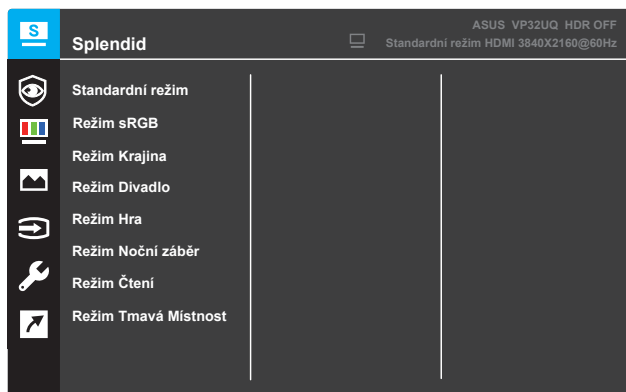 S
Splendid
ASUS VP32UQ HDR OFF
Standardní režim HDMI 3840X2160@60Hz
Standardní režim
Režim sRGB
Režim Krajina
Režim Divadlo
Režim Hra
Režim Noční záběr
Režim Čtení
Režim Tmavá Místnost